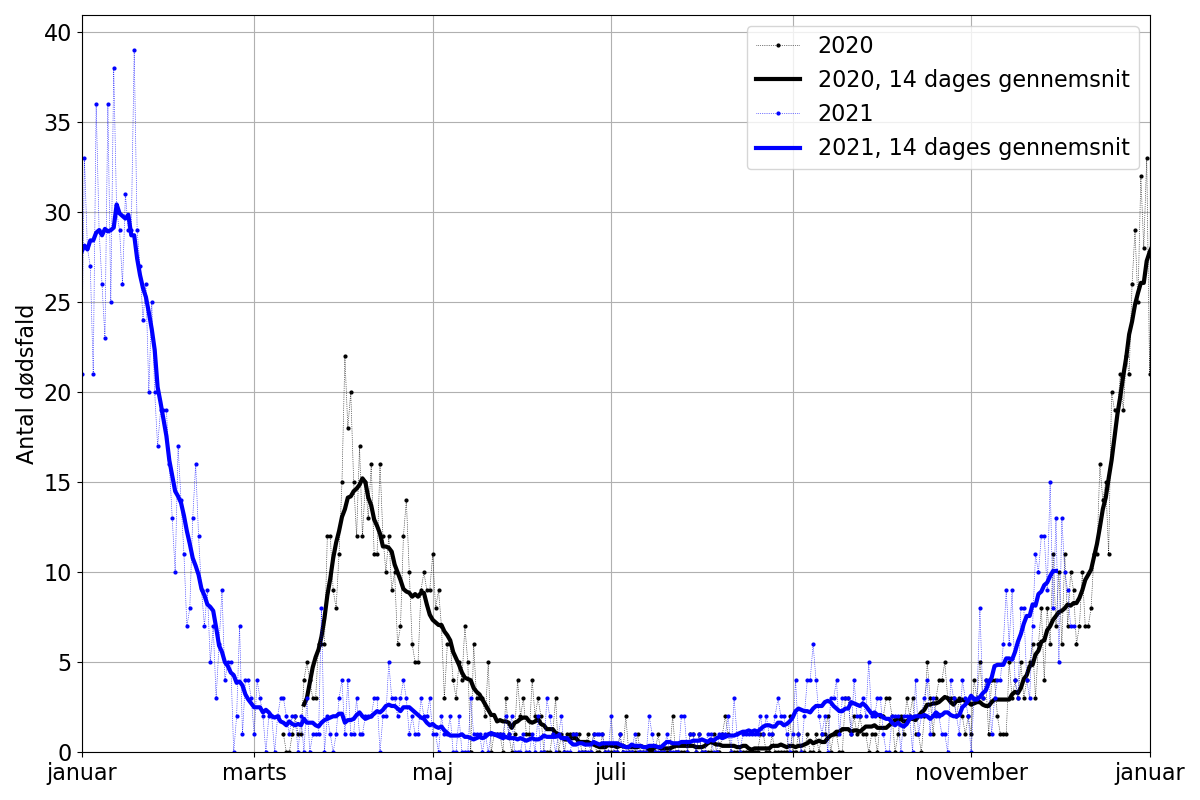 40
35
30
25
20
15
10
5
0
Antal dødsfald
2020
2020, 14 dages gennemsnit
2021
2021, 14 dages gennemsnit
januar marts maj juli september november januar